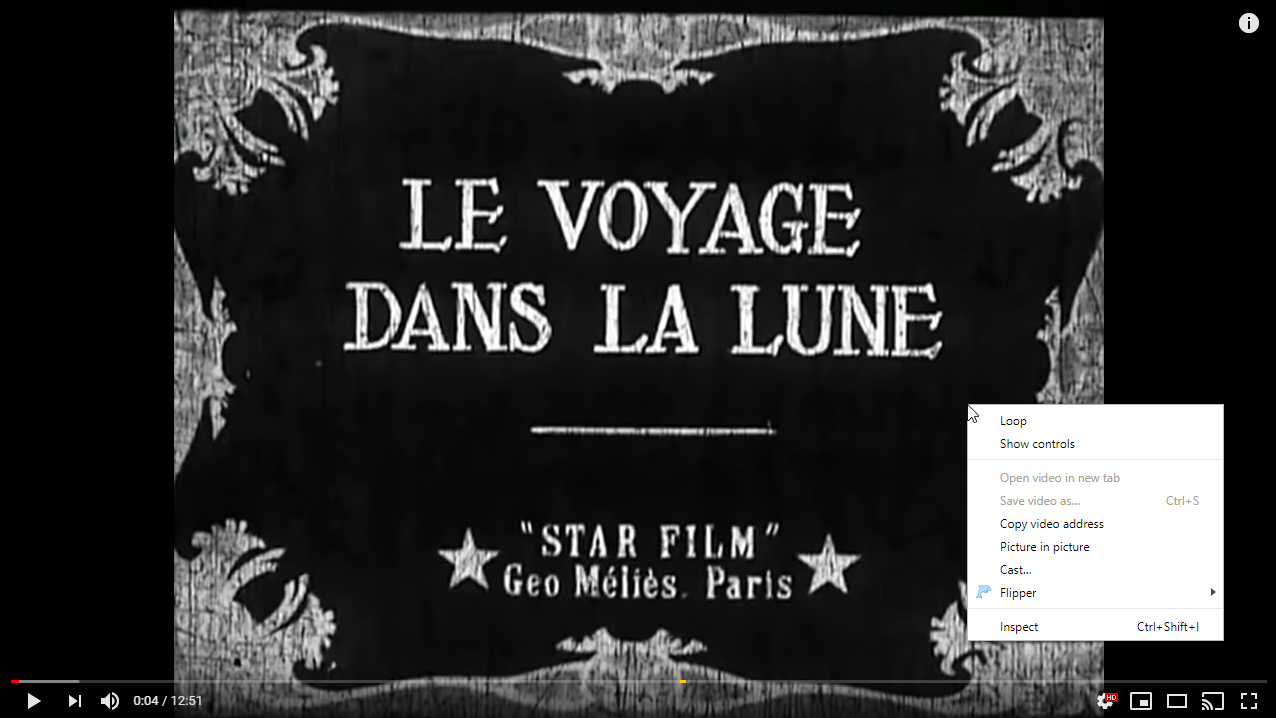 LE VOYAGE
DANS LA LUNE
"STAR FILM"
Geo Méliès. Paris
Loop
Show controls
Open video in new tab
Save video as... Ctrl+S
Copy video address
Picture in picture
Cast...
Flipper
Inspect Ctrl+Shift+I
0:04 / 12:51
HD